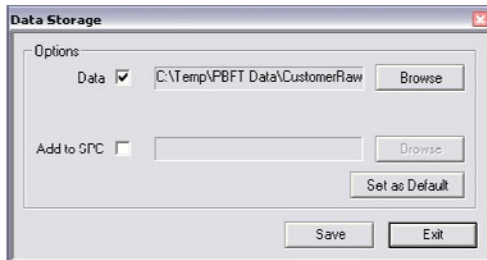 Data Storage
Options
Data C:\Temp\PBFT Data\CustomerRaw Browse
Add to SPC Browse
Set as Default
Save Exit